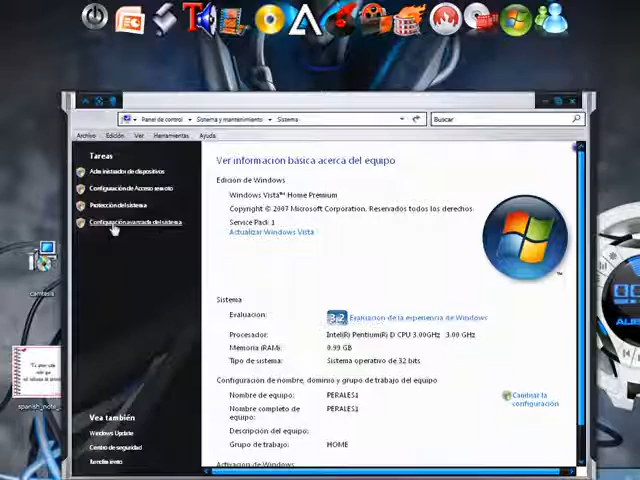 Panel de control ▸ Sistema y mantenimiento ▸ Sistema
Buscar
Archivo Edición Ver Herramientas Ayuda
Tareas
Administrador de dispositivos
Configuración de Acceso remoto
Protección del sistema
Configuración avanzada del sistema
Ver información básica acerca del equipo
Edición de Windows
Windows Vista™ Home Premium
Copyright © 2007 Microsoft Corporation. Reservados todos los derechos.
Service Pack 1
Actualizar Windows Vista
Sistema
Evaluación: 3,2 Evaluación de la experiencia de Windows
Procesador: Intel(R) Pentium(R) D CPU 3.00GHz 3.00 GHz
Memoria (RAM): 0.99 GB
Tipo de sistema: Sistema operativo de 32 bits
Configuración de nombre, dominio y grupo de trabajo del equipo
Nombre de equipo: PERALES1
Cambiar la
configuración
Nombre completo de
equipo: PERALES1
Descripción del equipo:
Grupo de trabajo: HOME
Activación de Windows
Vea también
Windows Update
Centro de seguridad
Rendimiento
camtasia
spanish_note_